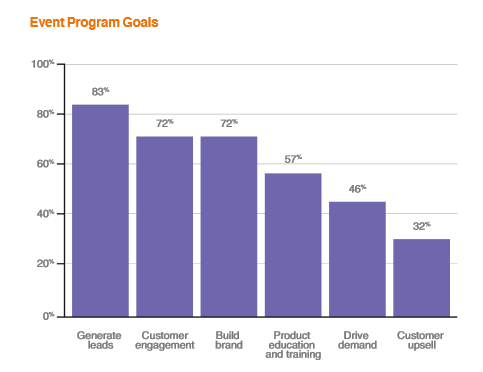 Event Program Goals
100%
80%
60%
40%
20%
0%
83%
72%
72%
57%
46%
32%
Generate
leads
Customer
engagement
Build
brand
Product
education
and training
Drive
demand
Customer
upsell